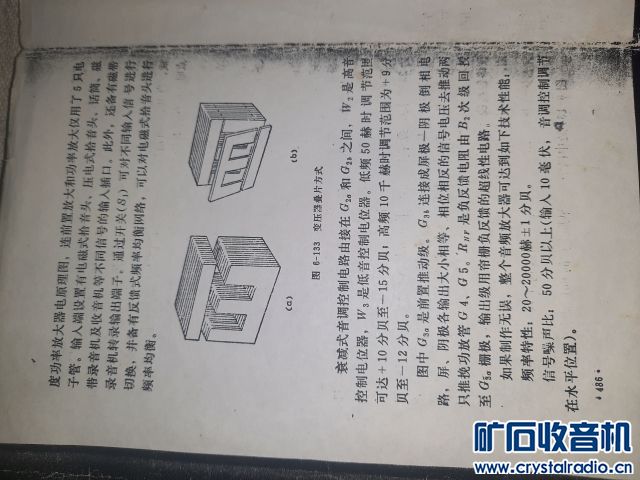 度功率放大器电原理图，连前置放大和功率放大仅用了5只电
子管。输入端设置有电磁式拾音头、压电式拾音头、话筒、磁
带录音机及收音机等不同信号的输入插口。此外，还备有磁带
录音机转录输出端子。通过开关(S₁)可对不同输入信号进行
切换，并备有反馈式频率均衡网络，可以对电磁式拾音头进行
频率均衡。
(a)
(b)
图 6-133 变压器叠片方式
衰减式音调控制电路由接在G₂ₐ和G₂ᵦ之间，W₂是高音
控制电位器，W₃是低音控制电位器。低频50赫时调节范围
可达+10分贝至－15分贝；高频10千赫时调节范围为+9分
贝至－12分贝。
图中G₃ₐ是前置推动级。G₃ᵦ连接成屏极—阴极倒相电
路，屏、阴极各输出大小相等、相位相反的信号电压去推动两
只推挽功放管G4、G5。是负反馈电阻由B₂次级回授
至棚极，输出级用帘栅负反馈的超线性电路。
如果制作无误，整个音频放大器可达到如下技术性能：
频率特性：20～20000赫±1分贝。
信号噪声比：50分贝以上(输入10毫伏，音调控制调节
在水平位置)。
·486·
矿石收音机
www.crystalradio.cn